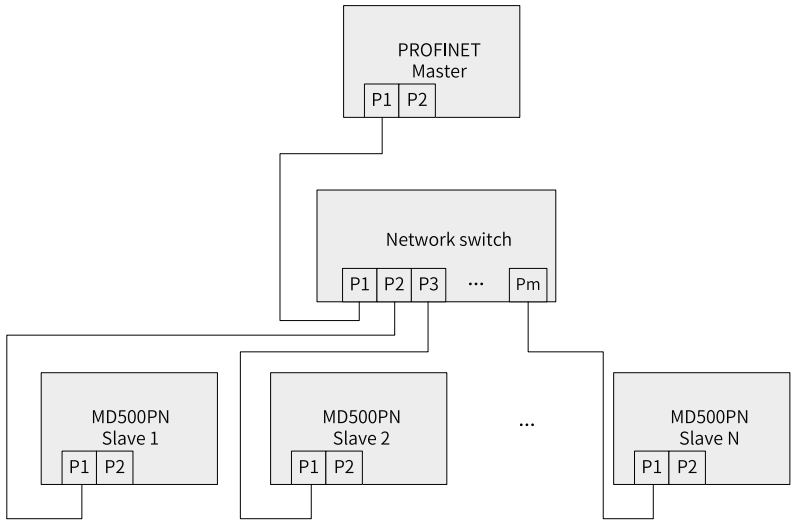 PROFINET
Master
P1 P2
Network switch
P1 P2 P3 ... Pm
MD500PN
Slave 1
P1 P2
MD500PN
Slave 2
P1 P2
...
MD500PN
Slave N
P1 P2